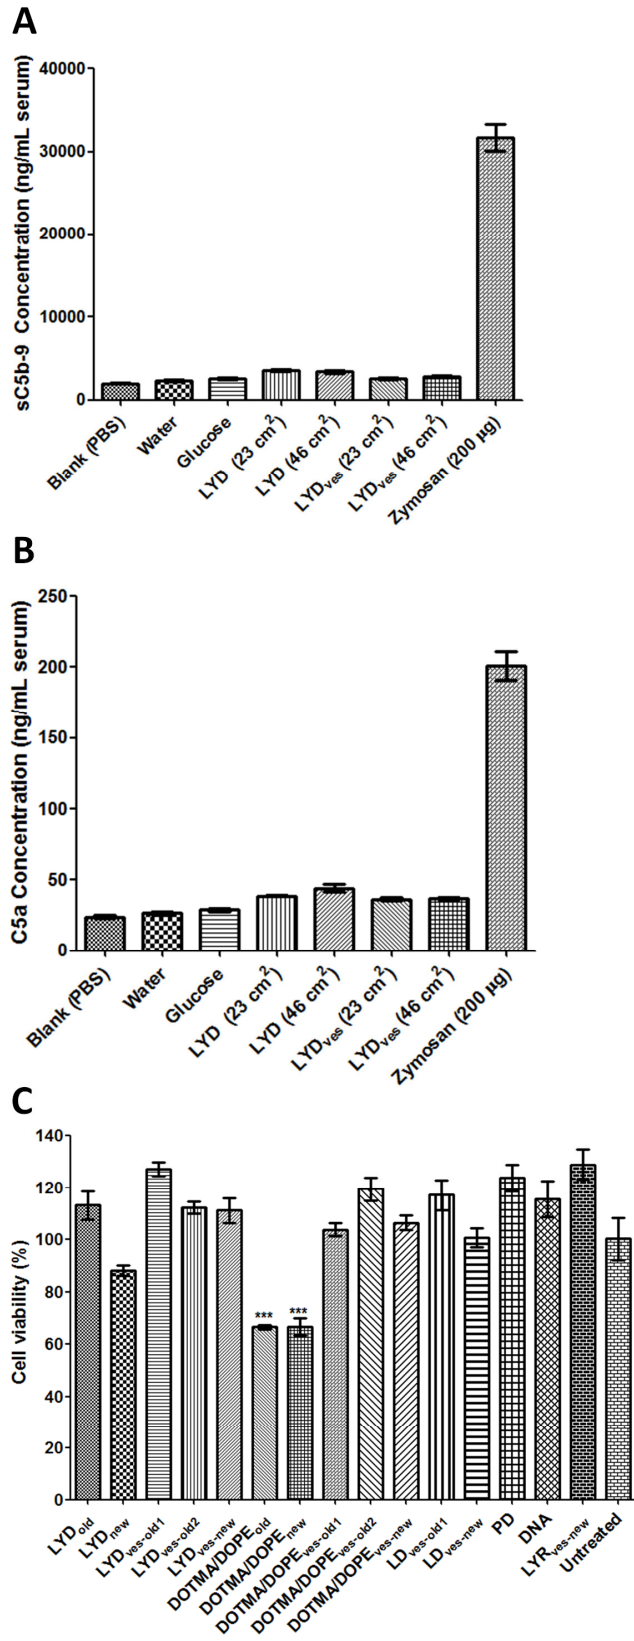 A
sC5b-9 Concentration (ng/mL serum)
40000
30000
20000
10000
0
Blank (PBS)
Water
Glucose
LYD (23 cm²)
LYD (46 cm²)
LYDves (23 cm²)
LYDves (46 cm²)
Zymosan (200 µg)
B
C5a Concentration (ng/mL serum)
250
200
150
100
50
0
Blank (PBS)
Water
Glucose
LYD (23 cm²)
LYD (46 cm²)
LYDves (23 cm²)
LYDves (46 cm²)
Zymosan (200 µg)
C
Cell viability (%)
140
120
100
80
60
40
20
0
*** ***
LYDold
LYDnew
LYDves-old1
LYDves-old2
LYDves-new
DOTMA/DOPEold
DOTMA/DOPEnew
DOTMA/DOPEves-old1
DOTMA/DOPEves-old2
DOTMA/DOPEves-new
LDves-old1
LDves-new
PD
DNA
LYRves-new
Untreated